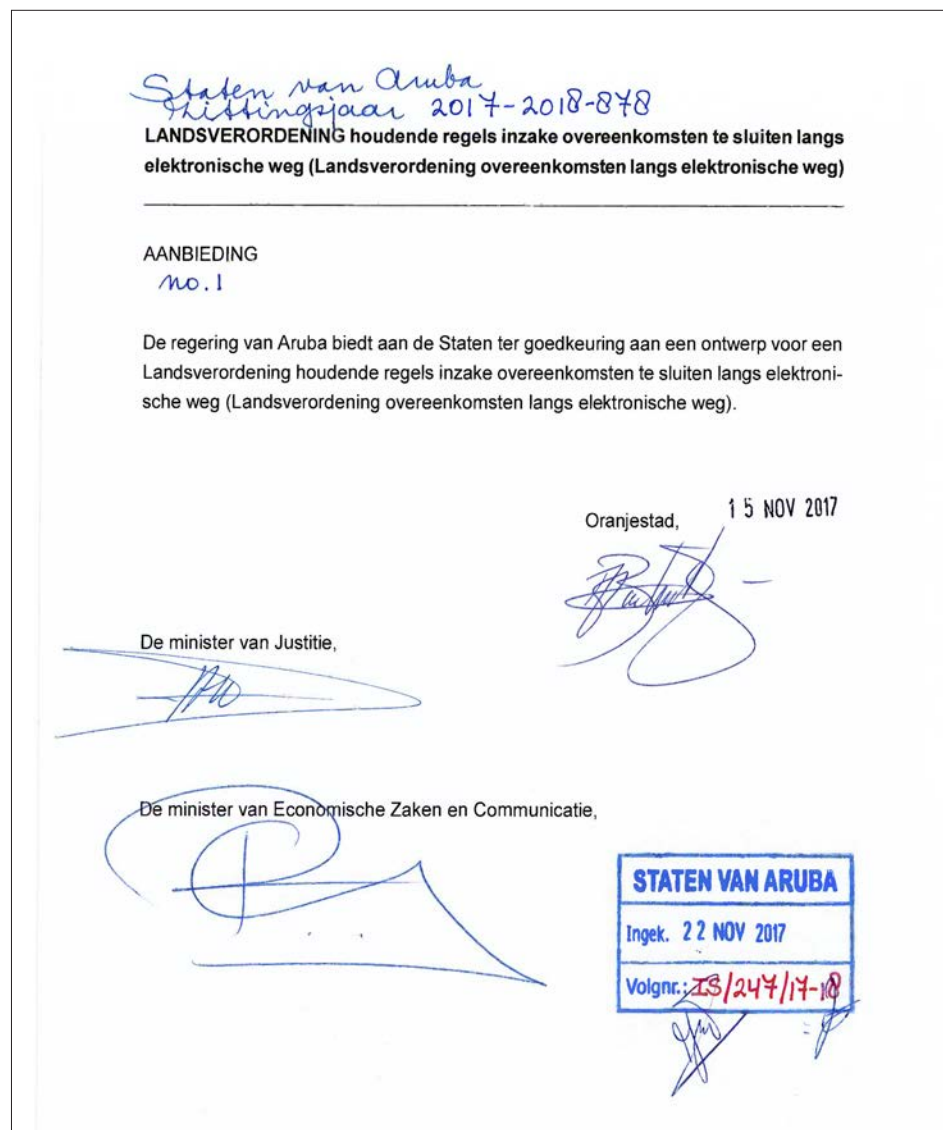 Staten van Aruba
Zittingsjaar 2017-2018-878
LANDSVERORDENING houdende regels inzake overeenkomsten te sluiten langs
elektronische weg (Landsverordening overeenkomsten langs elektronische weg)
AANBIEDING
no. 1
De regering van Aruba biedt aan de Staten ter goedkeuring aan een ontwerp voor een
Landsverordening houdende regels inzake overeenkomsten te sluiten langs elektroni-
sche weg (Landsverordening overeenkomsten langs elektronische weg).
Oranjestad, 15 NOV 2017
De minister van Justitie,
De minister van Economische Zaken en Communicatie,
STATEN VAN ARUBA
Ingek. 22 NOV 2017
Volgnr.: IS/247/17-18